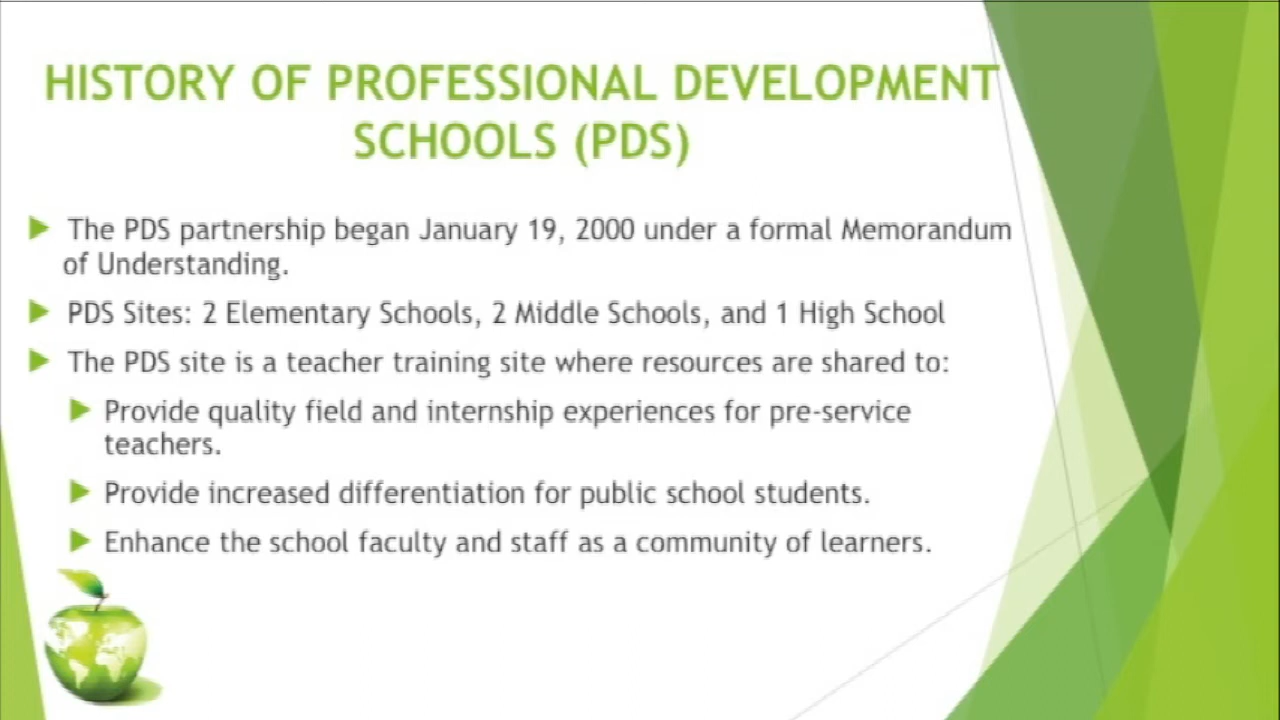 HISTORY OF PROFESSIONAL DEVELOPMENT
SCHOOLS (PDS)
The PDS partnership began January 19, 2000 under a formal Memorandum
of Understanding.
PDS Sites: 2 Elementary Schools, 2 Middle Schools, and 1 High School
The PDS site is a teacher training site where resources are shared to:
Provide quality field and internship experiences for pre-service
teachers.
Provide increased differentiation for public school students.
Enhance the school faculty and staff as a community of learners.